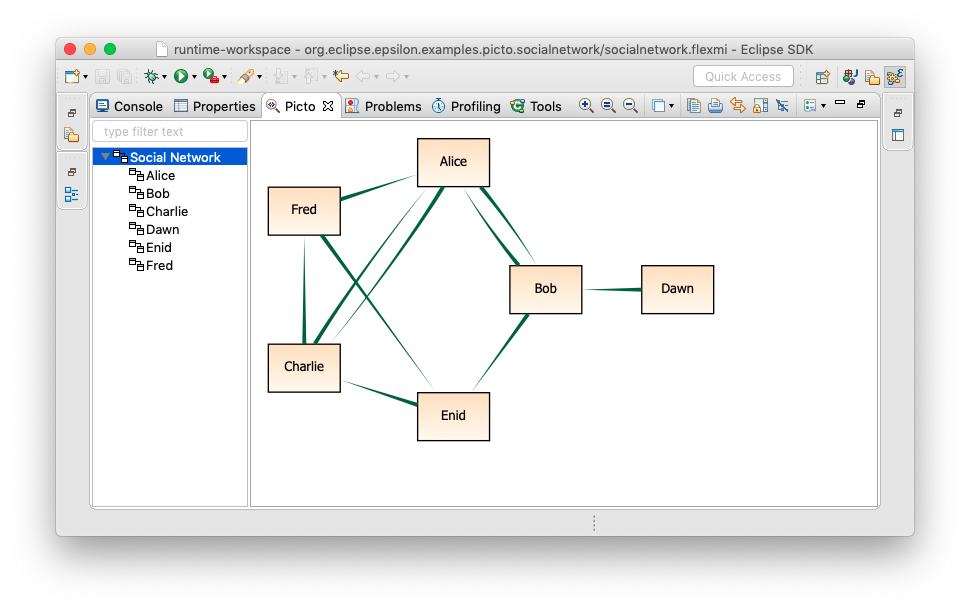 runtime-workspace - org.eclipse.epsilon.examples.picto.socialnetwork/socialnetwork.flexmi - Eclipse SDK
Quick Access
Console Properties Picto Problems Profiling Tools
type filter text
Social Network
Alice
Bob
Charlie
Dawn
Enid
Fred
Alice
Fred
Bob
Dawn
Charlie
Enid